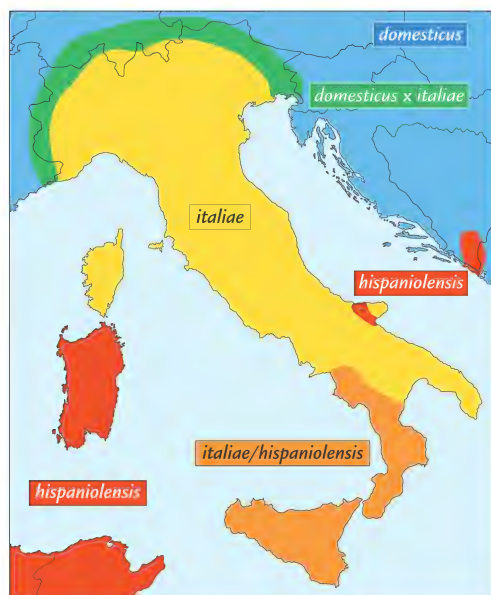 domesticus
domesticus x italiae
italiae
hispaniolensis
italiae/hispaniolensis
hispaniolensis